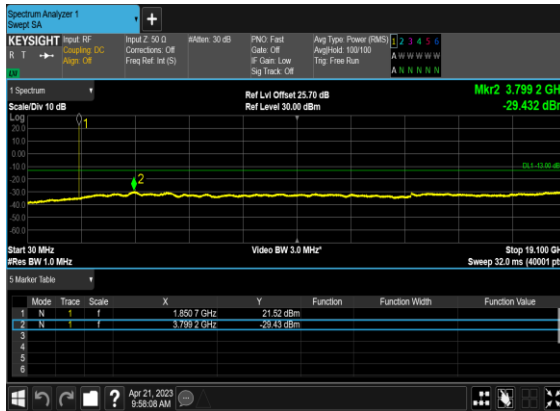 Spectrum Analyzer 1
Swept SA
KEYSIGHT
R T
Input: RF
Coupling: DC
Align: Off
Input Z: 50 Ω
Corrections: Off
Freq Ref: Int (S)
#Atten: 30 dB
PNO: Fast
Gate: Off
IF Gain: Low
Sig Track: Off
Avg Type: Power (RMS)
Avg|Hold: 100/100
Trig: Free Run
1 2 3 4 5 6
A W W W W W
A N N N N N
1 Spectrum
Scale/Div 10 dB
Ref Lvl Offset 25.70 dB
Ref Level 30.00 dBm
Mkr2 3.799 2 GHz
-29.432 dBm
Log
20.0
10.0
0.00
-10.0
-20.0
-30.0
-40.0
-50.0
-60.0
1
2
DL1 -13.00 dB
Start 30 MHz
#Res BW 1.0 MHz
Video BW 3.0 MHz*
Stop 19.100 GHz
Sweep 32.0 ms (40001 pts
5 Marker Table
Mode Trace Scale X Y Function Function Width Function Value
1 N 1 f 1.850 7 GHz 21.52 dBm
2 N 1 f 3.799 2 GHz -29.43 dBm
3
4
5
6
?
Apr 21, 2023
9:58:08 AM